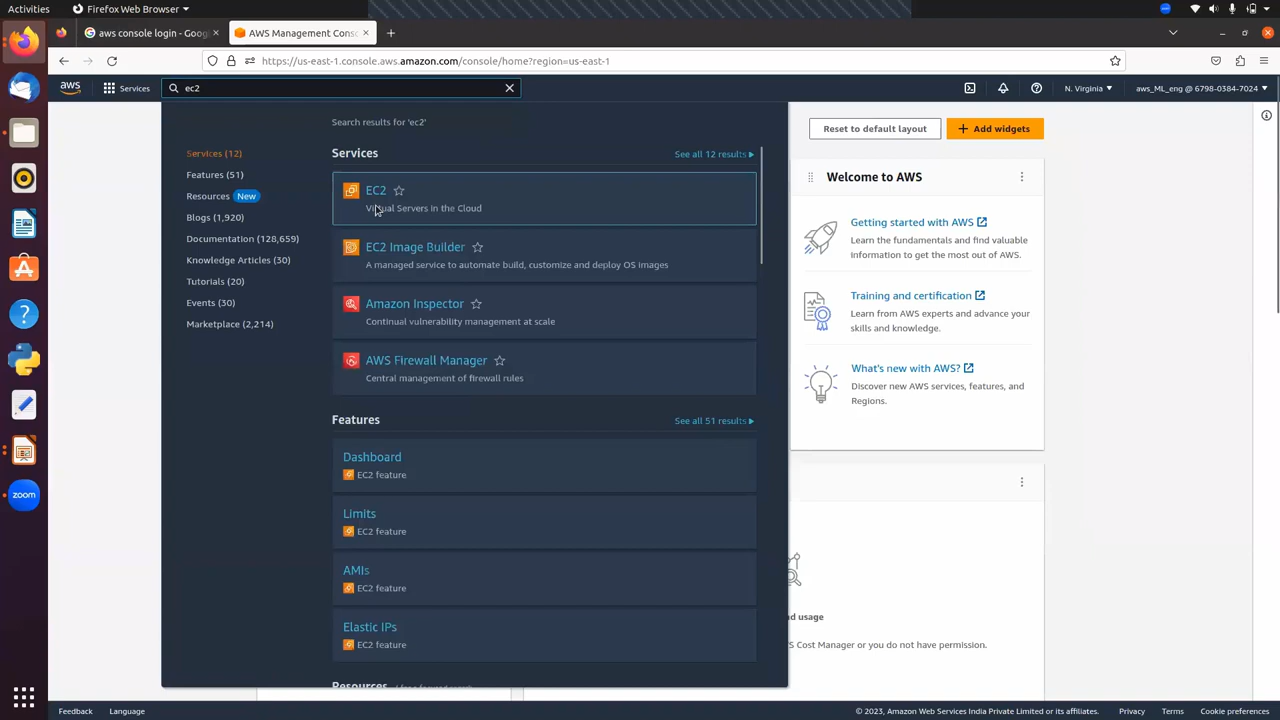 Activities
Firefox Web Browser
aws console login - Goog
AWS Management Cons
https://us-east-1.console.aws.amazon.com/console/home?region=us-east-1
aws
Services
ec2
N. Virginia
aws_ML_eng @ 6798-0384-7024
Search results for 'ec2'
Services (12)
Features (51)
Resources New
Blogs (1,920)
Documentation (128,659)
Knowledge Articles (30)
Tutorials (20)
Events (30)
Marketplace (2,214)
Services
See all 12 results
EC2
Virtual Servers in the Cloud
EC2 Image Builder
A managed service to automate build, customize and deploy OS images
Amazon Inspector
Continual vulnerability management at scale
AWS Firewall Manager
Central management of firewall rules
Features
See all 51 results
Dashboard
EC2 feature
Limits
EC2 feature
AMIs
EC2 feature
Elastic IPs
EC2 feature
Resources
Reset to default layout
Add widgets
Welcome to AWS
Getting started with AWS
Learn the fundamentals and find valuable
information to get the most out of AWS.
Training and certification
Learn from AWS experts and advance your
skills and knowledge.
What's new with AWS?
Discover new AWS services, features, and
Regions.
nd usage
S Cost Manager or you do not have permission.
zoom
Feedback
Language
© 2023, Amazon Web Services India Private Limited or its affiliates.
Privacy
Terms
Cookie preferences